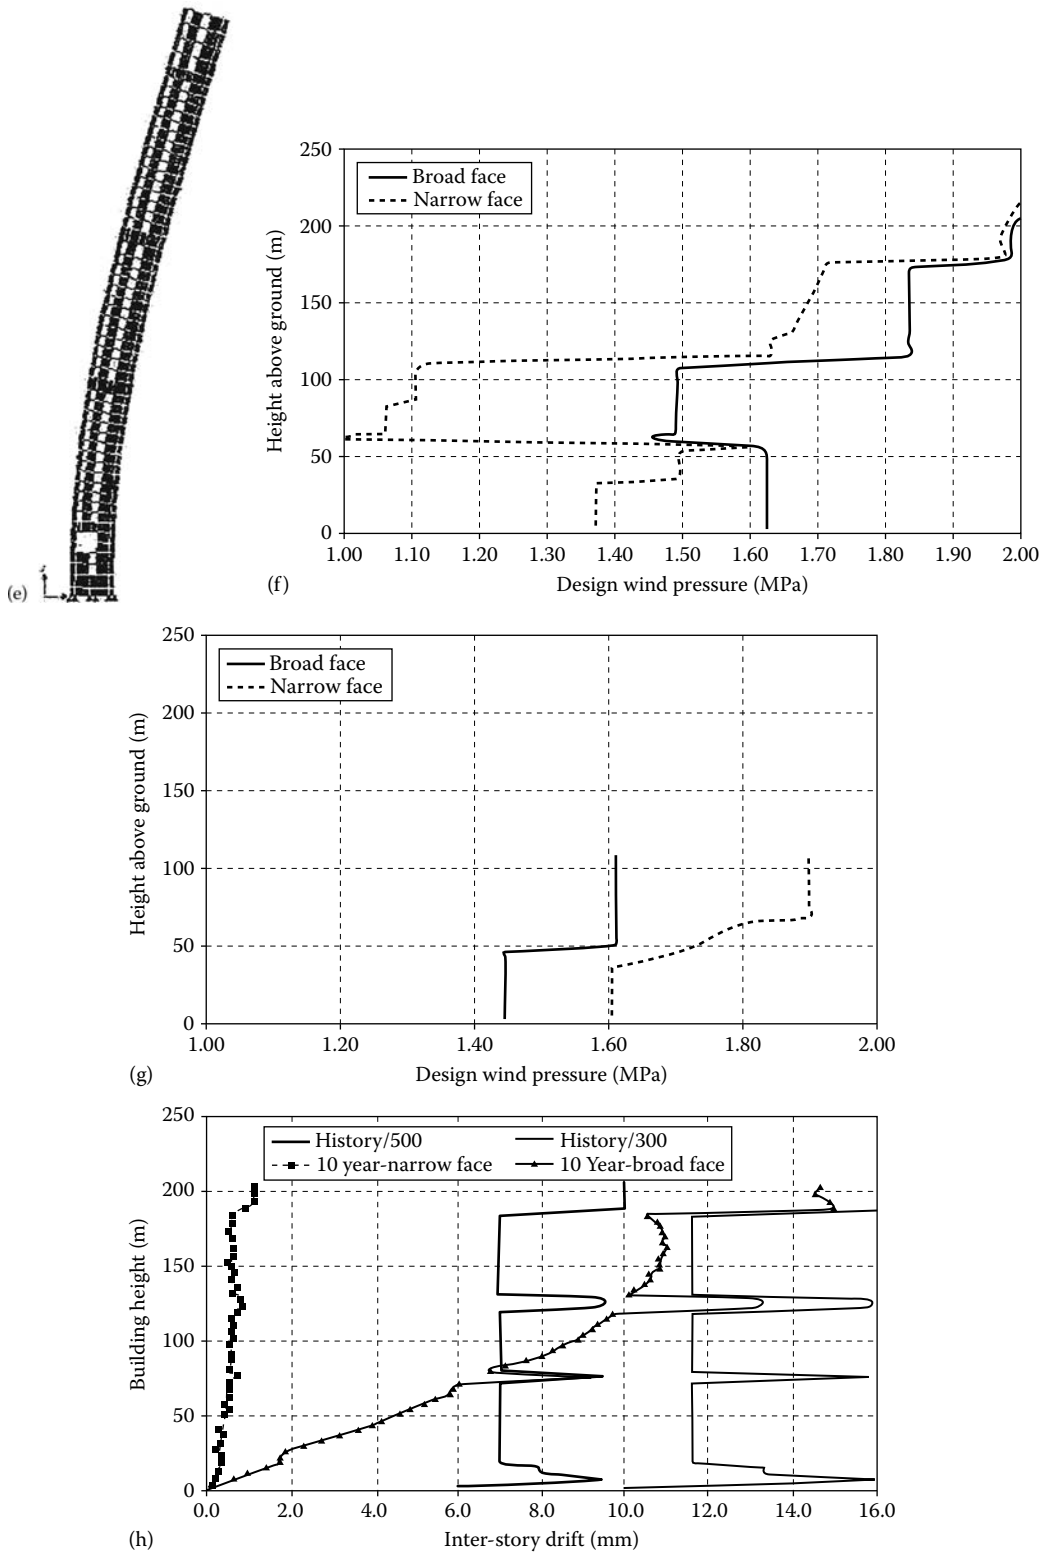 (e)
250
200
150
100
50
0
Height above ground (m)
Broad face
Narrow face
1.00 1.10 1.20 1.30 1.40 1.50 1.60 1.70 1.80 1.90 2.00
Design wind pressure (MPa)
(f)
250
200
150
100
50
0
Height above ground (m)
Broad face
Narrow face
1.00 1.20 1.40 1.60 1.80 2.00
Design wind pressure (MPa)
(g)
250
200
150
100
50
0
Building height (m)
History/500 History/300
10 year-narrow face 10 Year-broad face
0.0 2.0 4.0 6.0 8.0 10.0 12.0 14.0 16.0
Inter-story drift (mm)
(h)